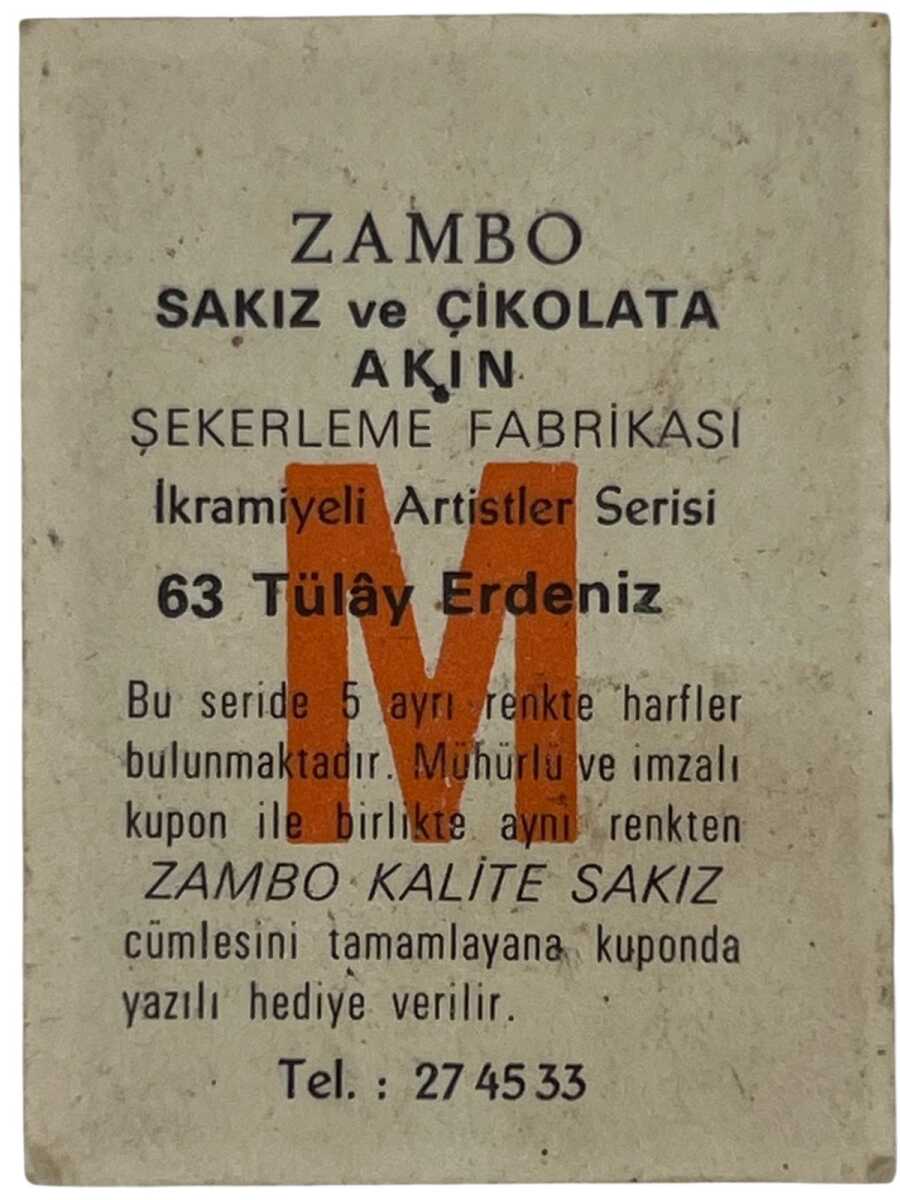 ZAMBO
SAKIZ ve ÇİKOLATA
AKIN
ŞEKERLEME FABRİKASI
İkramiyeli Artistler Serisi
63 Tülây Erdeniz
M
Bu seride 5 ayrı renkte harfler
bulunmaktadır. Mühürlü ve imzalı
kupon ile birlikte ayni renkten
ZAMBO KALİTE SAKIZ
cümlesini tamamlayana kuponda
yazılı hediye verilir.
Tel. : 27 45 33